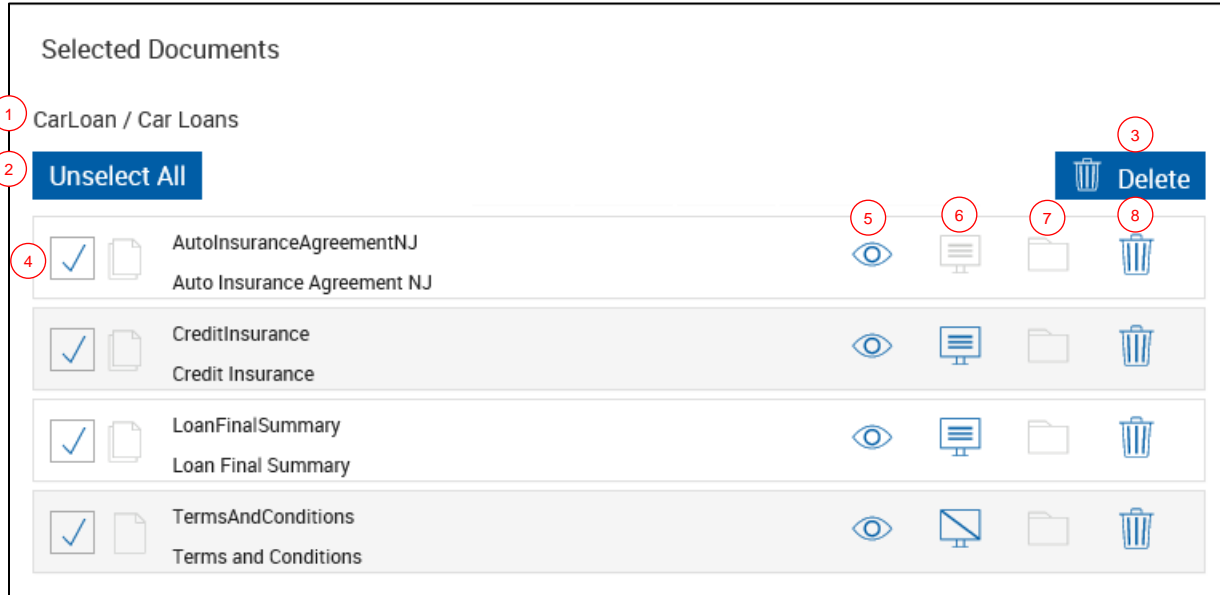 Selected Documents
1
CarLoan / Car Loans
3
2
Unselect All
Delete
5
6
7
8
4
AutoInsuranceAgreementNJ
Auto Insurance Agreement NJ
CreditInsurance
Credit Insurance
LoanFinalSummary
Loan Final Summary
TermsAndConditions
Terms and Conditions